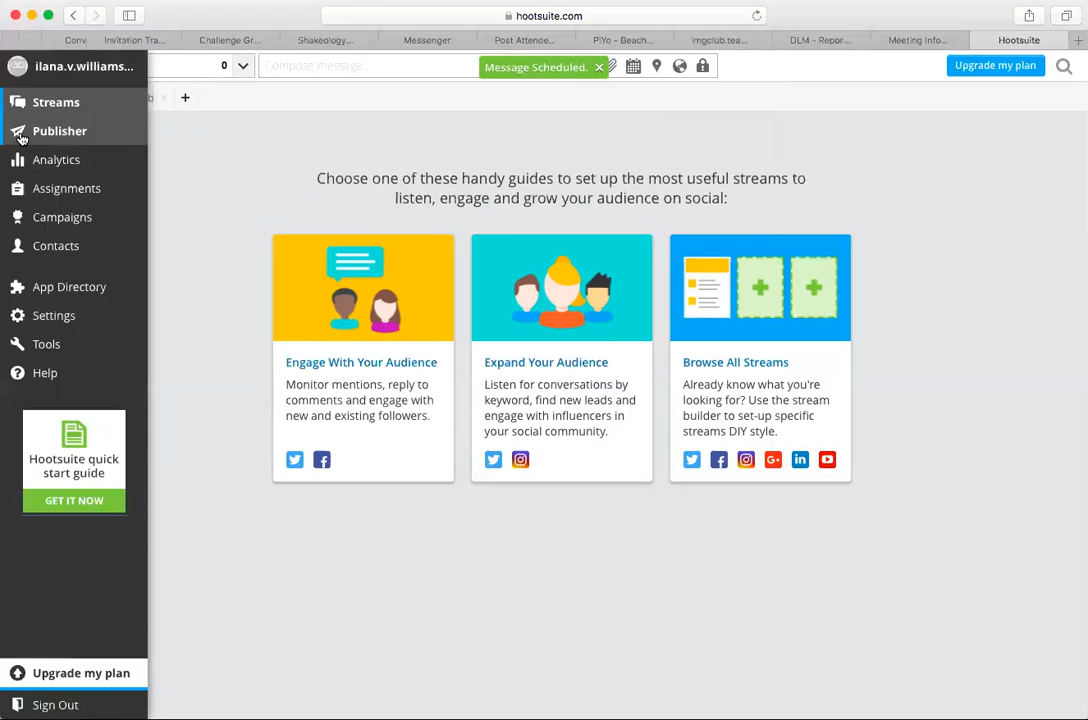 hootsuite.com
Conv
Invitation Tra...
Challenge Gr...
Shakeology...
Messenger
Post Attende...
PiYo - Beach...
imgclub.tea...
DLM - Repor...
Meeting Info...
Hootsuite
ilana.v.williams...
0
Compose message...
Message Scheduled.
Upgrade my plan
b
Streams
Publisher
Analytics
Assignments
Campaigns
Contacts
App Directory
Settings
Tools
Help
Hootsuite quick
start guide
GET IT NOW
Upgrade my plan
Sign Out
Choose one of these handy guides to set up the most useful streams to
listen, engage and grow your audience on social:
Engage With Your Audience
Monitor mentions, reply to
comments and engage with
new and existing followers.
Expand Your Audience
Listen for conversations by
keyword, find new leads and
engage with influencers in
your social community.
Browse All Streams
Already know what you're
looking for? Use the stream
builder to set-up specific
streams DIY style.